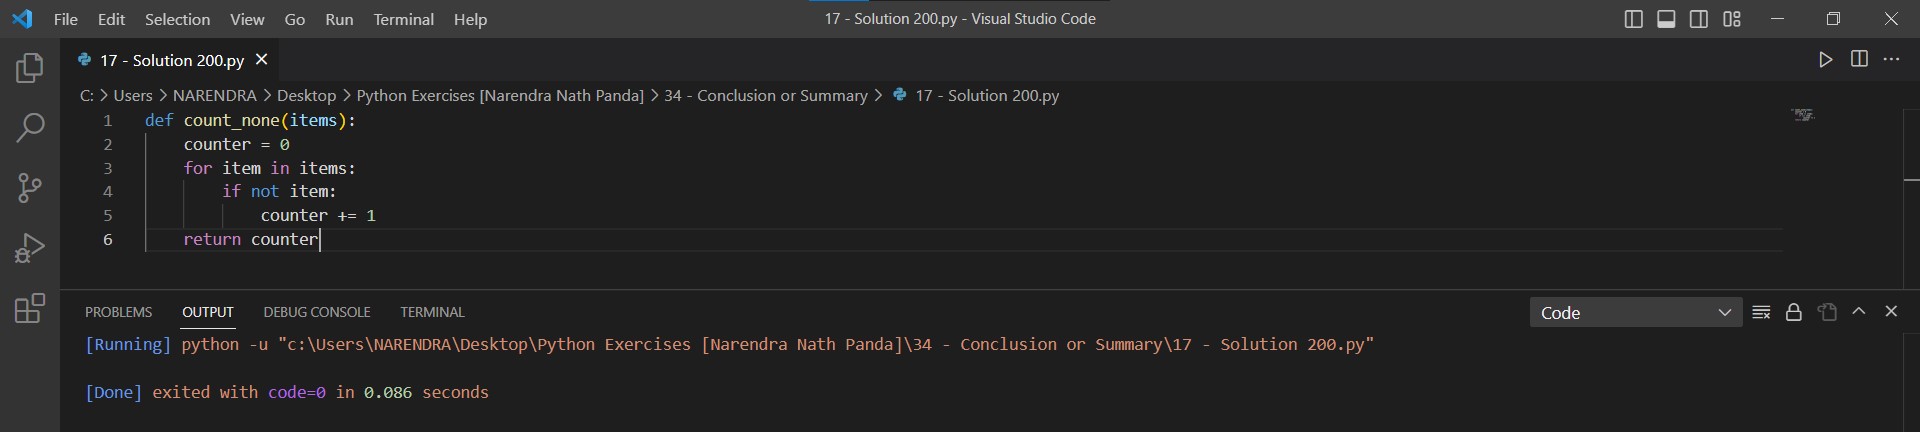 File Edit Selection View Go Run Terminal Help 17 - Solution 200.py - Visual Studio Code
17 - Solution 200.py
C: > Users > NARENDRA > Desktop > Python Exercises [Narendra Nath Panda] > 34 - Conclusion or Summary > 17 - Solution 200.py
1 def count_none(items):
2     counter = 0
3     for item in items:
4         if not item:
5             counter += 1
6     return counter
PROBLEMS OUTPUT DEBUG CONSOLE TERMINAL Code
[Running] python -u "c:\Users\NARENDRA\Desktop\Python Exercises [Narendra Nath Panda]\34 - Conclusion or Summary\17 - Solution 200.py"
[Done] exited with code=0 in 0.086 seconds